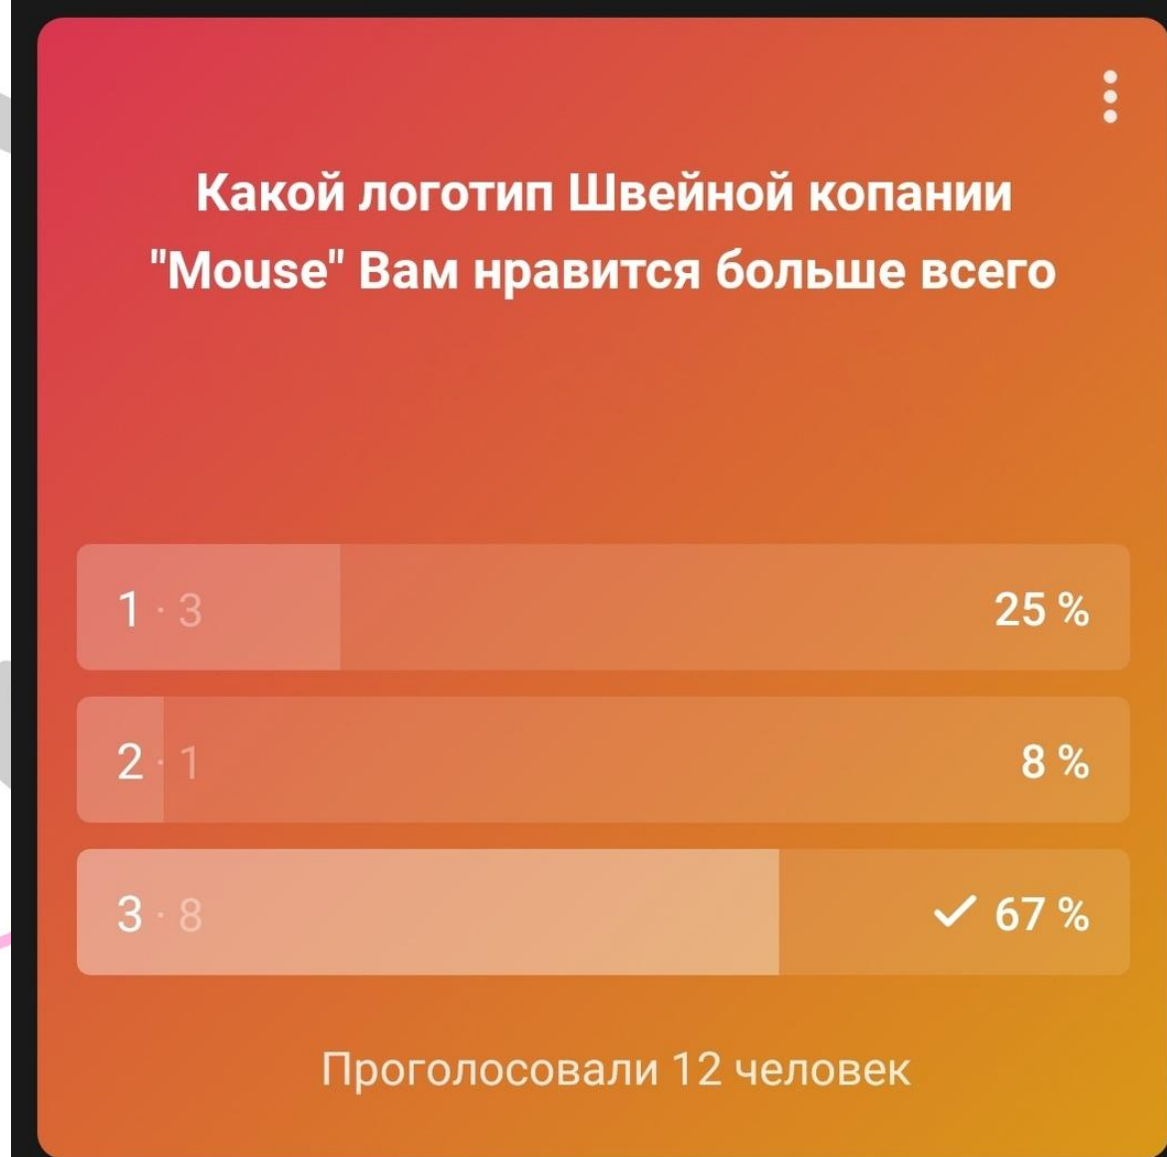 Какой логотип Швейной копании
"Mouse" Вам нравится больше всего
1 · 3 25 %
2 · 1 8 %
3 · 8 67 %
Проголосовали 12 человек